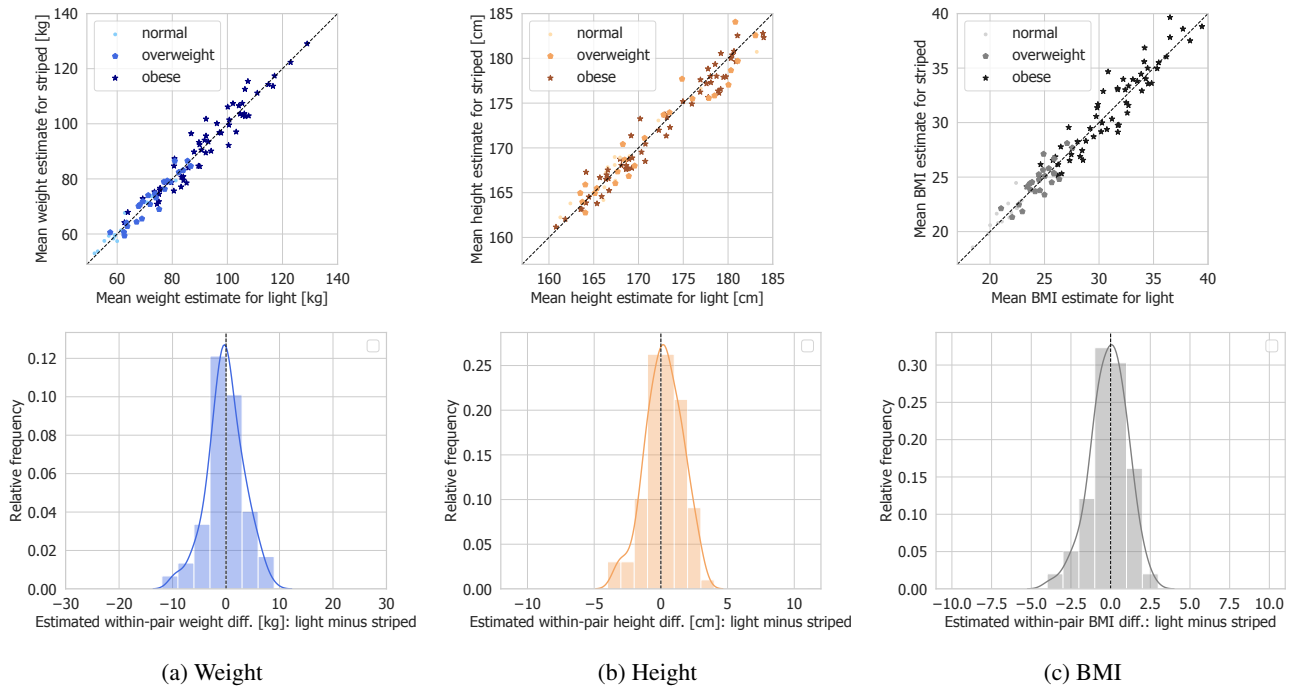 140
120
100
80
60
Mean weight estimate for striped [kg]
normal
overweight
obese
60 80 100 120 140
Mean weight estimate for light [kg]
185
180
175
170
165
160
Mean height estimate for striped [cm]
normal
overweight
obese
160 165 170 175 180 185
Mean height estimate for light [cm]
40
35
30
25
20
Mean BMI estimate for striped
normal
overweight
obese
20 25 30 35 40
Mean BMI estimate for light
0.12
0.10
0.08
0.06
0.04
0.02
0.00
Relative frequency
−30 −20 −10 0 10 20 30
Estimated within-pair weight diff. [kg]: light minus striped
0.25
0.20
0.15
0.10
0.05
0.00
Relative frequency
−10 −5 0 5 10
Estimated within-pair height diff. [cm]: light minus striped
0.30
0.25
0.20
0.15
0.10
0.05
0.00
Relative frequency
−10.0 −7.5 −5.0 −2.5 0.0 2.5 5.0 7.5 10.0
Estimated within-pair BMI diff.: light minus striped
(a) Weight
(b) Height
(c) BMI